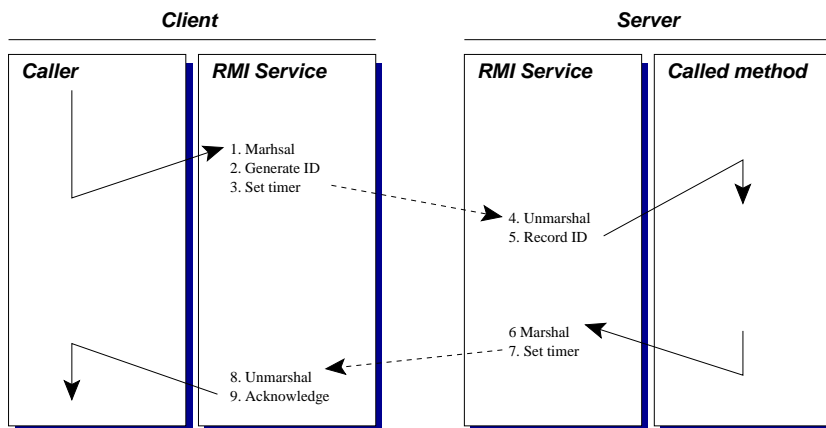 Client
Server
Caller
RMI Service
RMI Service
Called method
1. Marhsal
2. Generate ID
3. Set timer
4. Unmarshal
5. Record ID
6 Marshal
7. Set timer
8. Unmarshal
9. Acknowledge